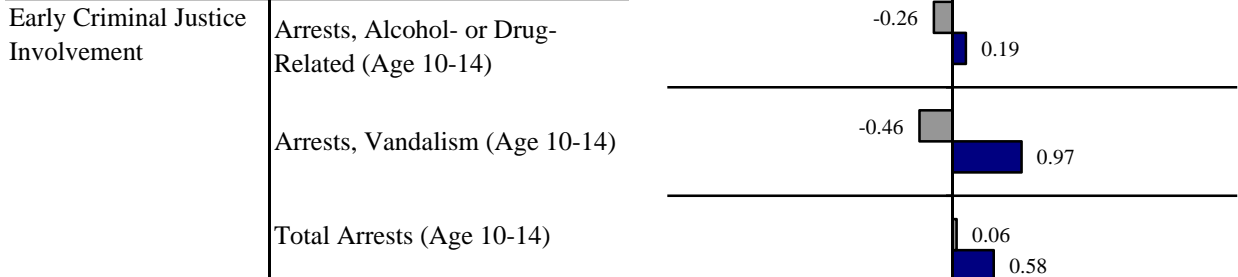 Early Criminal Justice
Involvement
Arrests, Alcohol- or Drug-
Related (Age 10-14)
-0.26
0.19
Arrests, Vandalism (Age 10-14)
-0.46
0.97
Total Arrests (Age 10-14)
0.06
0.58